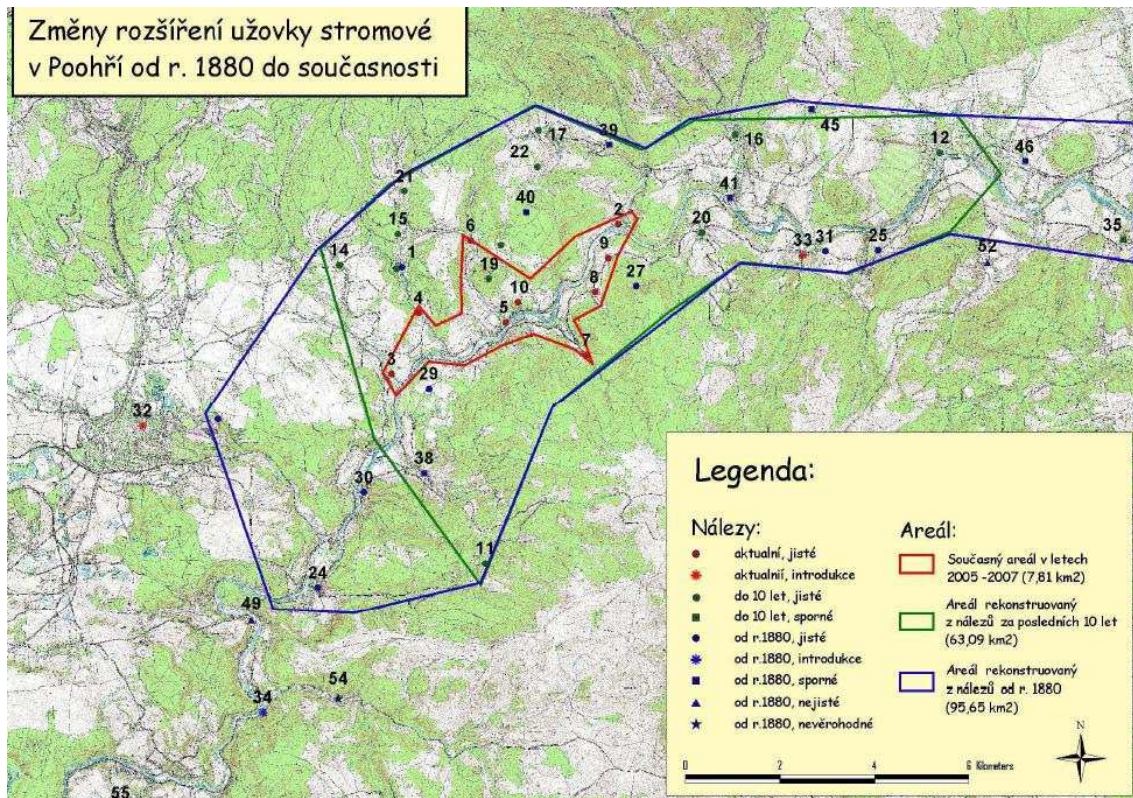 Změny rozšíření užovky stromové
v Poohří od r. 1880 do současnosti
45
17
39
16
12
22
46
21
40
41
2
35
15
6
20
1
9
33
31
25
52
14
19
8
27
10
4
5
7
3
29
32
38
30
11
24
49
54
34
55
Legenda:
Nálezy:
aktualní, jisté
aktualnií, introdukce
do 10 let, jisté
do 10 let, sporné
od r.1880, jisté
od r.1880, introdukce
od r.1880, sporné
od r.1880, nejisté
od r.1880, nevěrohodné
Areál:
Současný areál v letech
2005 -2007 (7,81 km2)
Areál rekonstruovaný
z nálezů za posledních 10 let
(63,09 km2)
Areál rekonstruovaný
z nálezů od r. 1880
(95,65 km2)
N
0 2 4 6 Kilometers